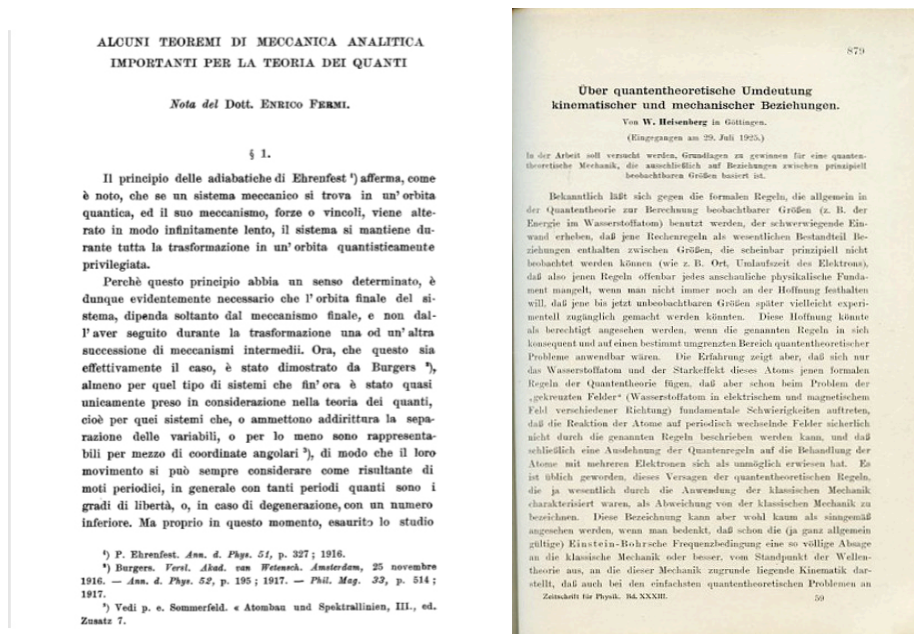 ALCUNI TEOREMI DI MECCANICA ANALITICA
IMPORTANTI PER LA TEORIA DEI QUANTI
Nota del Dott. ENRICO FERMI.
§ 1.
Il principio delle adiabatiche di Ehrenfest ¹) afferma, come
è noto, che se un sistema meccanico si trova in un' orbita
quantica, ed il suo meccanismo, forze o vincoli, viene alte-
rato in modo infinitamente lento, il sistema si mantiene du-
rante tutta la trasformazione in un' orbita quantisticamente
privilegiata.
Perchè questo principio abbia un senso determinato, è
dunque evidentemente necessario che l' orbita finale del si-
stema, dipenda soltanto dal meccanismo finale, e non dal-
l' aver seguito durante la trasformazione una od un' altra
successione di meccanismi intermedii. Ora, che questo sia
effettivamente il caso, è stato dimostrato da Burgers ²),
almeno per quel tipo di sistemi che fin' ora è stato quasi
unicamente preso in considerazione nella teoria dei quanti,
cioè per quei sistemi che, o ammettono addirittura la sepa-
razione delle variabili, o per lo meno sono rappresenta-
bili per mezzo di coordinate angolari ³), di modo che il loro
movimento si può sempre considerare come risultante di
moti periodici, in generale con tanti periodi quanti sono i
gradi di libertà, o, in caso di degenerazione, con un numero
inferiore. Ma proprio in questo momento, esaurito lo studio
¹) P. Ehrenfest. Ann. d. Phys. 51, p. 327 ; 1916.
²) Burgers. Versl. Akad. van Wetensch. Amsterdam, 25 novembre
1916. — Ann. d. Phys. 52, p. 195 ; 1917. — Phil. Mag. 33, p. 514 ;
1917.
³) Vedi p. e. Sommerfeld. « Atombau und Spektrallinien, III., ed.
Zusatz 7.
879
Über quantentheoretische Umdeutung
kinematischer und mechanischer Beziehungen.
Von W. Heisenberg in Göttingen.
(Eingegangen am 29. Juli 1925.)
In der Arbeit soll versucht werden, Grundlagen zu gewinnen für eine quanten-
theoretische Mechanik, die ausschließlich auf Beziehungen zwischen prinzipiell
beobachtbaren Größen basiert ist.
Bekanntlich läßt sich gegen die formalen Regeln, die allgemein in
der Quantentheorie zur Berechnung beobachtbarer Größen (z. B. der
Energie im Wasserstoffatom) benutzt werden, der schwerwiegende Ein-
wand erheben, daß jene Rechenregeln als wesentlichen Bestandteil Be-
ziehungen enthalten zwischen Größen, die scheinbar prinzipiell nicht
beobachtet werden können (wie z. B. Ort, Umlaufszeit des Elektrons),
daß also jenen Regeln offenbar jedes anschauliche physikalische Funda-
ment mangelt, wenn man nicht immer noch an der Hoffnung festhalten
will, daß jene bis jetzt unbeobachtbaren Größen später vielleicht experi-
mentell zugänglich gemacht werden könnten. Diese Hoffnung könnte
als berechtigt angesehen werden, wenn die genannten Regeln in sich
konsequent und auf einen bestimmt umgrenzten Bereich quantentheoretischer
Probleme anwendbar wären. Die Erfahrung zeigt aber, daß sich nur
das Wasserstoffatom und der Starkeffekt dieses Atoms jenen formalen
Regeln der Quantentheorie fügen, daß aber schon beim Problem der
„gekreuzten Felder“ (Wasserstoffatom in elektrischem und magnetischem
Feld verschiedener Richtung) fundamentale Schwierigkeiten auftreten,
daß die Reaktion der Atome auf periodisch wechselnde Felder sicherlich
nicht durch die genannten Regeln beschrieben werden kann, und daß
schließlich eine Ausdehnung der Quantenregeln auf die Behandlung der
Atome mit mehreren Elektronen sich als unmöglich erwiesen hat. Es
ist üblich geworden, dieses Versagen der quantentheoretischen Regeln,
die ja wesentlich durch die Anwendung der klassischen Mechanik
charakterisiert waren, als Abweichung von der klassischen Mechanik zu
bezeichnen. Diese Bezeichnung kann aber wohl kaum als sinngemäß
angesehen werden, wenn man bedenkt, daß schon die (ja ganz allgemein
gültige) Einstein-Bohrsche Frequenzbedingung eine so völlige Absage
an die klassische Mechanik oder besser, vom Standpunkt der Wellen-
theorie aus, an die dieser Mechanik zugrunde liegende Kinematik dar-
stellt, daß auch bei den einfachsten quantentheoretischen Problemen an
Zeitschrift für Physik. Bd. XXXIII.
59